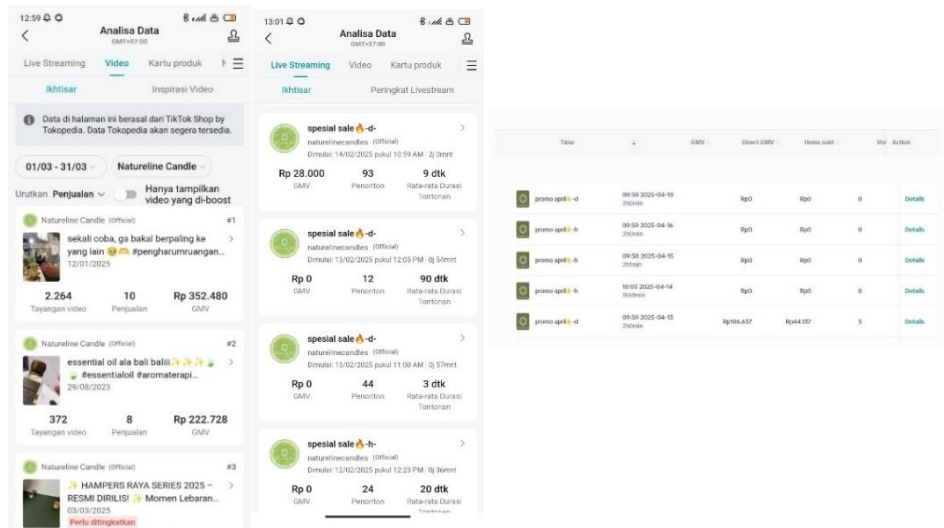 12:59
Analisa Data
GMT+07:00
Live Streaming Video Kartu produk
Ikhtisar Inspirasi Video
Data di halaman ini berasal dari TikTok Shop by
Tokopedia. Data Tokopedia akan segera tersedia.
01/03 - 31/03 Natureline Candle
Urutkan Penjualan Hanya tampilkan
video yang di-boost
Natureline Candle (Official) #1
sekali coba, ga bakal berpaling ke
yang lain 🥹🫶 #pengharumruangan...
12/01/2025
2.264 10 Rp 352.480
Tayangan video Penjualan GMV
Natureline Candle (Official) #2
essential oil ala bali baliii✨✨✨🍃
🍃 #essentialoil #aromaterapi...
29/08/2023
372 8 Rp 222.728
Tayangan video Penjualan GMV
Natureline Candle (Official) #3
✨ HAMPERS RAYA SERIES 2025 –
RESMI DIRILIS! ✨ Momen Lebaran...
03/03/2025
Perlu ditingkatkan
13:01
Analisa Data
GMT+07:00
Live Streaming Video Kartu produk
Ikhtisar Peringkat Livestream
spesial sale🔥-d-
naturelinecandles (Official)
Dimulai: 14/02/2025 pukul 10:59 AM | 2j 0mnt
Rp 28.000 93 9 dtk
GMV Penonton Rata-rata Durasi
Tontonan
spesial sale🔥-d-
naturelinecandles (Official)
Dimulai: 13/02/2025 pukul 12:05 PM | 0j 54mnt
Rp 0 12 90 dtk
GMV Penonton Rata-rata Durasi
Tontonan
spesial sale🔥-d-
naturelinecandles (Official)
Dimulai: 13/02/2025 pukul 11:03 AM | 0j 57mnt
Rp 0 44 3 dtk
GMV Penonton Rata-rata Durasi
Tontonan
spesial sale🔥-h-
naturelinecandles (Official)
Dimulai: 12/02/2025 pukul 12:23 PM | 0j 36mnt
Rp 0 24 20 dtk
GMV Penonton Rata-rata Durasi
Tontonan
Time GMV Direct GMV Items sold Vie Action
promo april🔥-d 09:59 2025-04-18 Rp0 Rp0 0 Details
2h0min
promo april🔥-h 09:59 2025-04-16 Rp0 Rp0 0 Details
2h0min
promo april🔥-h 09:58 2025-04-15 Rp0 Rp0 0 Details
promo april🔥-h 10:05 2025-04-14 Rp0 Rp0 0 Details
promo april🔥-d 09:59 2025-04-13 Rp106.637 Rp44.137 5 Details
2h0min